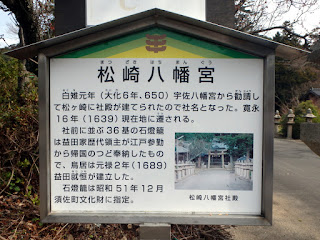 まつ ざき はち まん ぐう
松崎八幡宮
白雉元年（大化6年、650）宇佐八幡宮から勧請
して松ヶ崎に社殿が建てられたので社名となった。寛永
16年（1639）現在地に遷される。
社前に並ぶ36基の石燈籠
は益田家歴代領主が江戸参勤
から帰国のつど奉納したもの
で、鳥居は元禄2年（1689）
益田就恒が建立した。
石燈籠は昭和51年12月
須佐町文化財に指定。
松崎八幡宮社殿